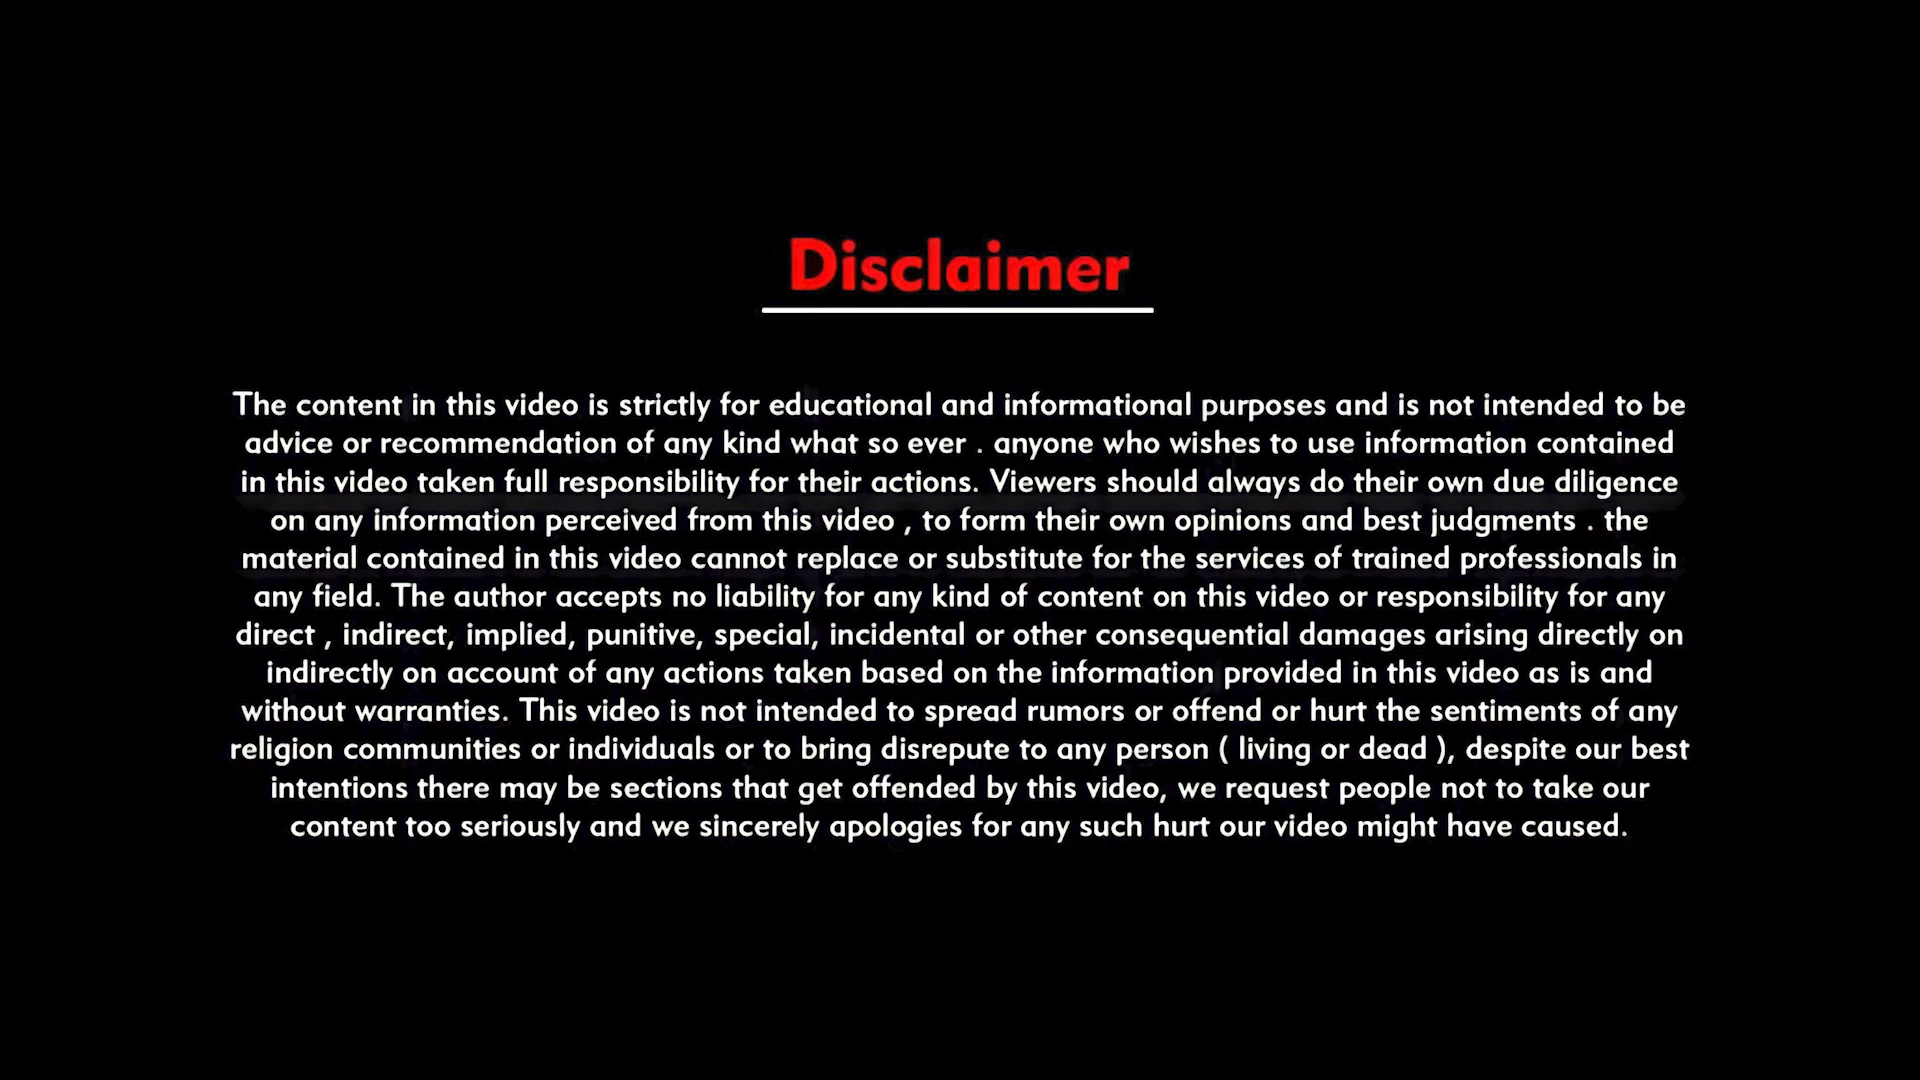 Disclaimer
The content in this video is strictly for educational and informational purposes and is not intended to be
advice or recommendation of any kind what so ever . anyone who wishes to use information contained
in this video taken full responsibility for their actions. Viewers should always do their own due diligence
on any information perceived from this video , to form their own opinions and best judgments . the
material contained in this video cannot replace or substitute for the services of trained professionals in
any field. The author accepts no liability for any kind of content on this video or responsibility for any
direct , indirect, implied, punitive, special, incidental or other consequential damages arising directly on
indirectly on account of any actions taken based on the information provided in this video as is and
without warranties. This video is not intended to spread rumors or offend or hurt the sentiments of any
religion communities or individuals or to bring disrepute to any person ( living or dead ), despite our best
intentions there may be sections that get offended by this video, we request people not to take our
content too seriously and we sincerely apologies for any such hurt our video might have caused.